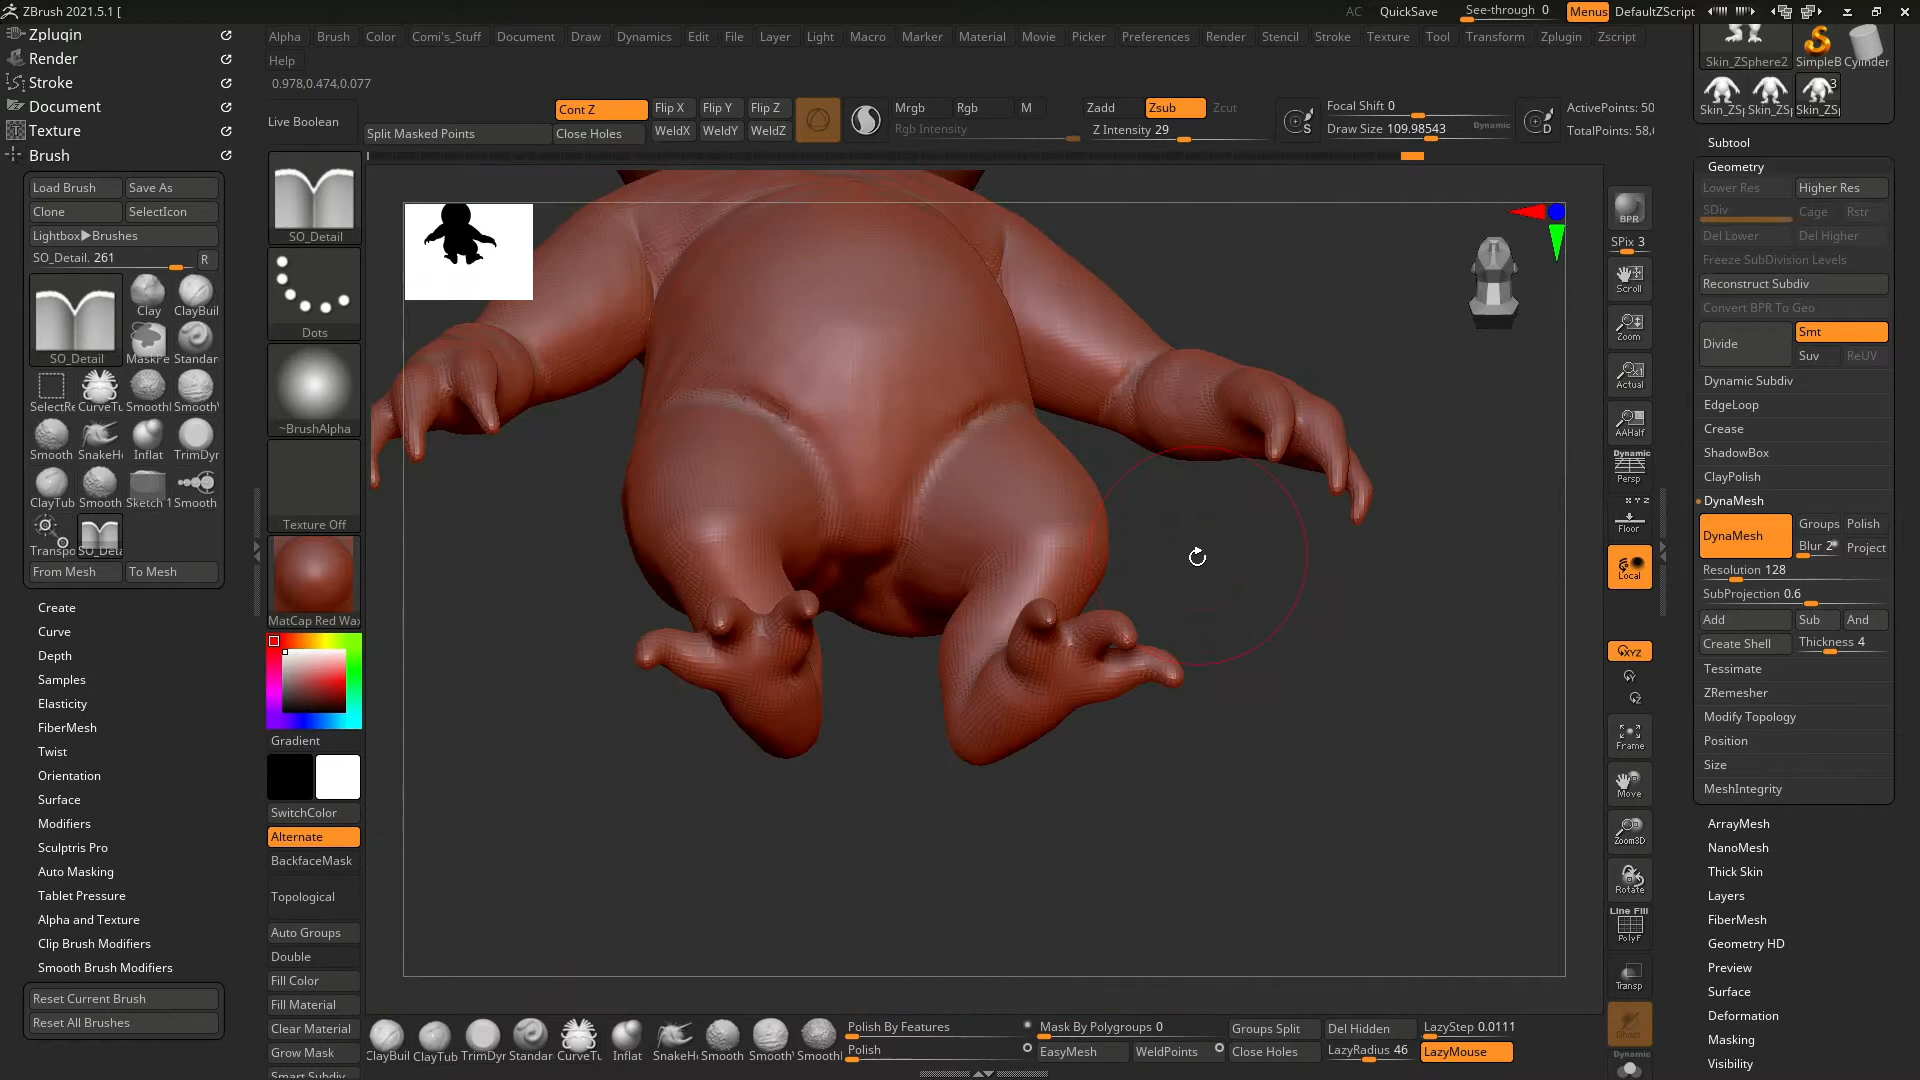 ZBrush 2021.5.1 [
AC
QuickSave
See-through 0
Menus
DefaultZScript
Zplugin
Render
Stroke
Document
Texture
Brush
Alpha Brush Color Comi's_Stuff Document Draw Dynamics Edit File Layer Light Macro Marker Material Movie Picker Preferences Render Stencil Stroke Texture Tool Transform Zplugin Zscript
Help
0.978,0.474,0.077
Live Boolean
Split Masked Points
Cont Z
Close Holes
Flip X Flip Y Flip Z
WeldX WeldY WeldZ
Mrgb Rgb M
Rgb Intensity
Zadd Zsub Zcut
Z Intensity 29
S
Focal Shift 0
Draw Size 109.98543
Dynamic
D
ActivePoints: 50
TotalPoints: 58,
Load Brush Save As
Clone SelectIcon
Lightbox▶Brushes
SO_Detail. 261 R
SO_Detail
Clay ClayBuil
MaskPe Standar
SelectRe CurveTu Smooth SmoothV
Smooth SnakeHo Inflat TrimDyr
ClayTub Smooth Sketch 1 Smooth
Transpo SO_Deta
From Mesh To Mesh
Create
Curve
Depth
Samples
Elasticity
FiberMesh
Twist
Orientation
Surface
Modifiers
Sculptris Pro
Auto Masking
Tablet Pressure
Alpha and Texture
Clip Brush Modifiers
Smooth Brush Modifiers
Reset Current Brush
Reset All Brushes
SO_Detail
Dots
~BrushAlpha
Texture Off
MatCap Red Wax
Gradient
SwitchColor
Alternate
BackfaceMask
Topological
Auto Groups
Double
Fill Color
Fill Material
Clear Material
Grow Mask
Smart Subdiv
BPR
SPix 3
Scroll
Zoom
Actual
AAHalf
Dynamic
Persp
X Y Z
Floor
Local
XYZ
Y
Z
Frame
Move
Zoom3D
Rotate
Line Fill
PolyF
Transp
Ghost
Dynamic
Skin_ZSphere2
SimpleB
Cylinder
3
Skin_ZSp Skin_ZSp Skin_ZSp
Subtool
Geometry
Lower Res Higher Res
SDiv Cage Rstr
Del Lower Del Higher
Freeze SubDivision Levels
Reconstruct Subdiv
Convert BPR To Geo
Divide Smt
Suv ReUV
Dynamic Subdiv
EdgeLoop
Crease
ShadowBox
ClayPolish
DynaMesh
DynaMesh Groups Polish
Blur 2 Project
Resolution 128
SubProjection 0.6
Add Sub And
Create Shell Thickness 4
Tessimate
ZRemesher
Modify Topology
Position
Size
MeshIntegrity
ArrayMesh
NanoMesh
Thick Skin
Layers
FiberMesh
Geometry HD
Preview
Surface
Deformation
Masking
Visibility
ClayBuil ClayTub TrimDyr Standar CurveTu Inflat SnakeHo Smooth SmoothV Smooth
Polish By Features
Polish
Mask By Polygroups 0
EasyMesh WeldPoints
Groups Split
Close Holes
Del Hidden
LazyRadius 46
LazyStep 0.0111
LazyMouse